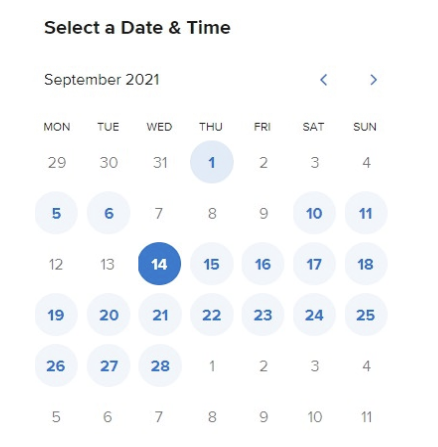 Select a Date & Time
September 2021
MON TUE WED THU FRI SAT SUN
29 30 31 1 2 3 4
5 6 7 8 9 10 11
12 13 14 15 16 17 18
19 20 21 22 23 24 25
26 27 28 1 2 3 4
5 6 7 8 9 10 11